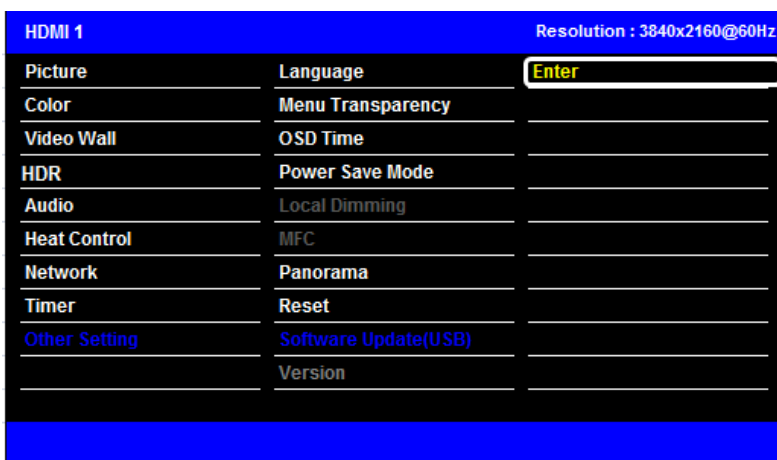 HDMI 1 Resolution : 3840x2160@60Hz
Picture Language Enter
Color Menu Transparency
Video Wall OSD Time
HDR Power Save Mode
Audio Local Dimming
Heat Control MFC
Network Panorama
Timer Reset
Other Setting Software Update(USB)
Version